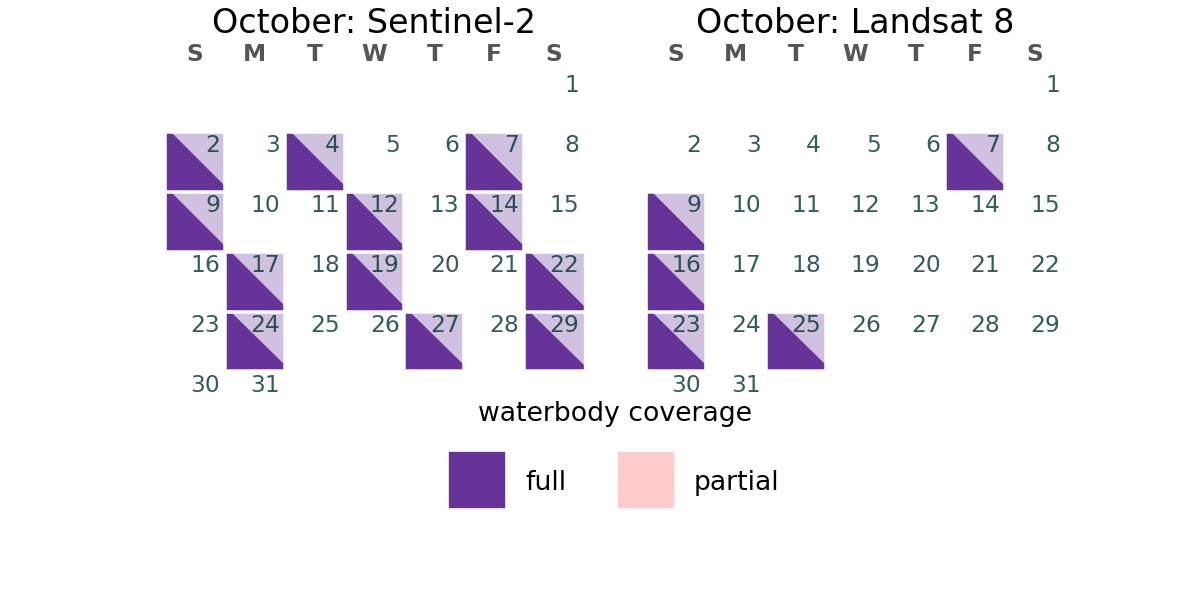 October: Sentinel-2
S M T W T F S
1
2 3 4 5 6 7 8
9 10 11 12 13 14 15
16 17 18 19 20 21 22
23 24 25 26 27 28 29
30 31
October: Landsat 8
S M T W T F S
1
2 3 4 5 6 7 8
9 10 11 12 13 14 15
16 17 18 19 20 21 22
23 24 25 26 27 28 29
30 31
waterbody coverage
full partial